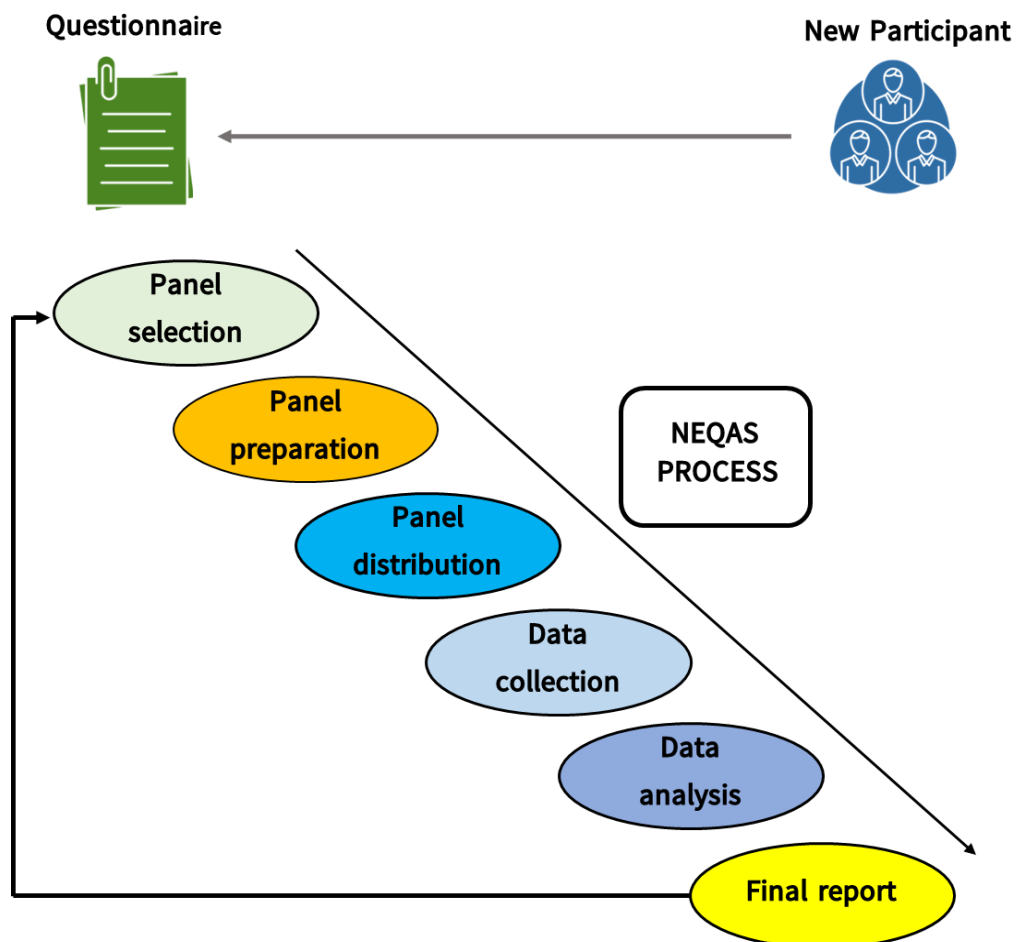 Questionnaire
New Participant
Panel
selection
Panel
preparation
NEQAS
PROCESS
Panel
distribution
Data
collection
Data
analysis
Final report